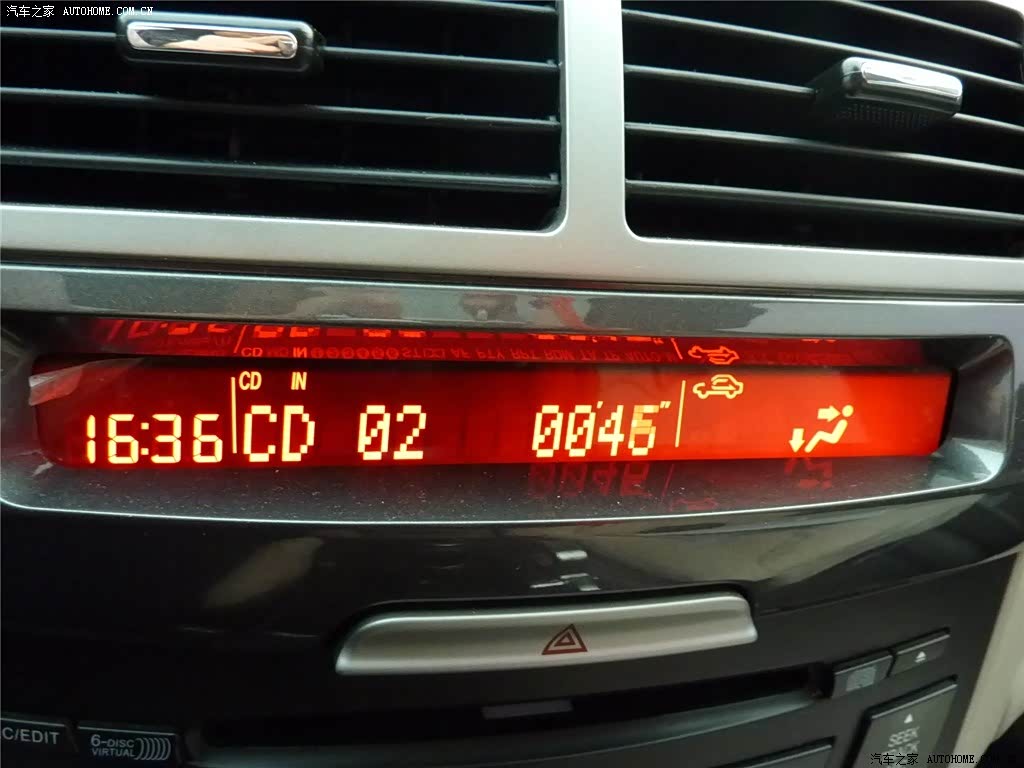 汽车之家 AUTOHOME.COM.CN
CD IN
16:36 CD 02 00'46"
C/EDIT
6-DISC
VIRTUAL
SEEK
汽车之家 AUTOHOME.COM.CN